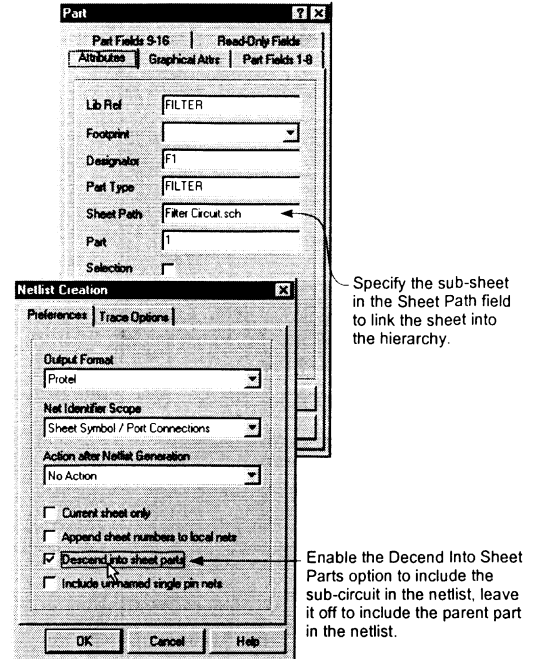 Part
Part Fields 9-16
Read-Only Fields
Attributes
Graphical Attrs
Part Fields 1-8
Lib Ref
FILTER
Footprint
Designator
F1
Part Type
FILTER
Sheet Path
Filter Circuit.sch
Part
1
Selection
Specify the sub-sheet
in the Sheet Path field
to link the sheet into
the hierarchy.
Netlist Creation
Preferences
Trace Options
Output Format
Protel
Net Identifier Scope
Sheet Symbol / Port Connections
Action after Netlist Generation
No Action
Current sheet only
Append sheet numbers to local nets
Descend into sheet parts
Include unnamed single pin nets
Enable the Decend Into Sheet
Parts option to include the
sub-circuit in the netlist, leave
it off to include the parent part
in the netlist.
OK
Cancel
Help